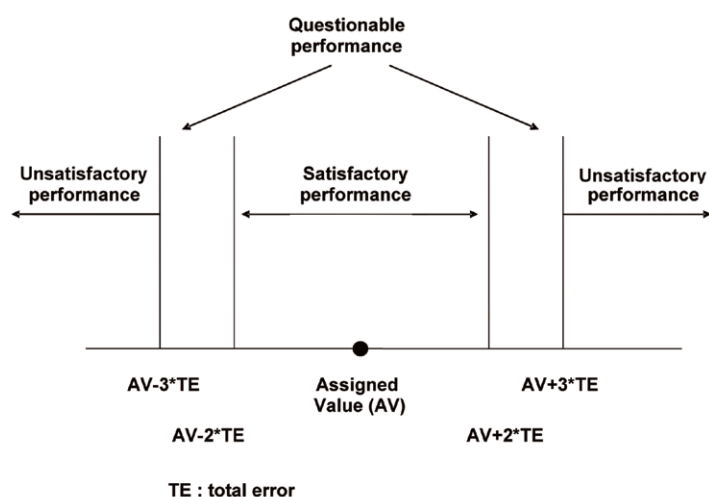 Questionable
performance
Unsatisfactory
performance
Satisfactory
performance
Unsatisfactory
performance
AV-3*TE
Assigned
Value (AV)
AV+3*TE
AV-2*TE
AV+2*TE
TE : total error